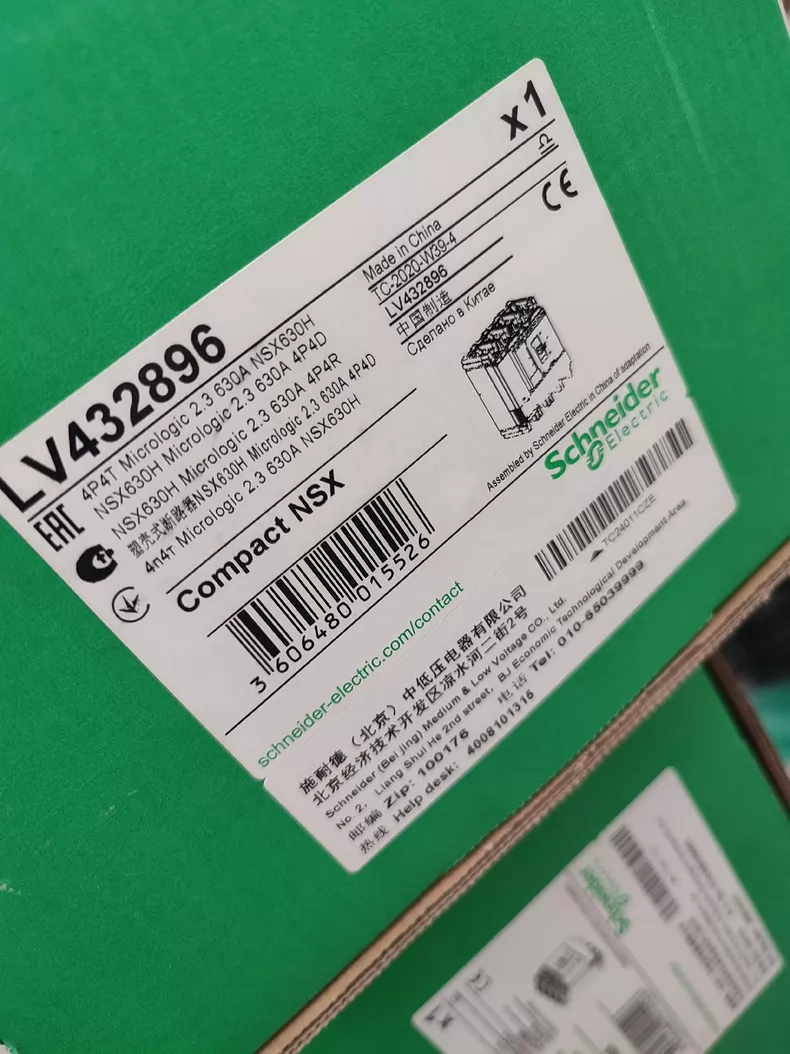 x1
Ω
CE
LV432896
4P4T Micrologic 2.3 630A NSX630H
NSX630H Micrologic 2.3 630A 4P4D
NSX630H Micrologic 2.3 630A 4P4R
塑壳式断路器NSX630H Micrologic 2.3 630A 4P4D
4п4т Micrologic 2.3 630A NSX630H
EAC
Made in China
TC-2020-W39-4
LV432896
中国制造
Сделано в Китае
Compact NSX
3 606480 015526
Assembled by Schneider Electric in China of adaptation
Schneider
Electric
TC24011CZE
schneider-electric.com/contact
施耐德（北京）中低压电器有限公司
北京经济技术开发区凉水河二街2号
Schneider (Beijing) Medium & Low Voltage CO., Ltd.
No. 2, Liang Shui He 2nd street, BJ Economic Technological Development Area
邮编 Zip: 100176 电话 Tel: 010-65039999
热线 Help desk: 4008101315
Schneider